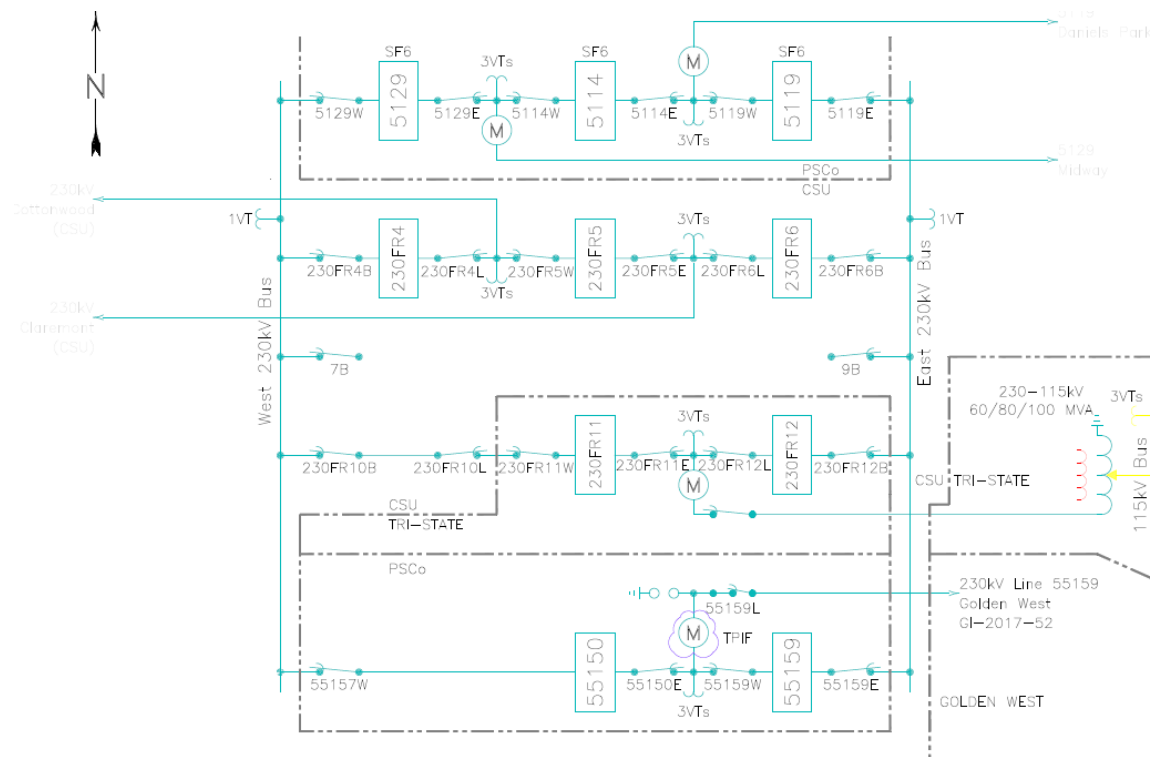 N
Daniels Park
SF6
SF6
SF6
3VTs
M
5129
5114
5119
5129W
5129E
5114W
5114E
5119W
5119E
M
3VTs
5129
Midway
PSCo
CSU
230kV
Cottonwood
(CSU)
1VT
3VTs
1VT
230FR4
230FR5
230FR6
230FR4B
230FR4L
230FR5W
230FR5E
230FR6L
230FR6B
3VTs
West 230kV Bus
East 230kV Bus
230kV
Claremont
(CSU)
7B
9B
230-115kV
60/80/100 MVA
3VTs
115kV Bus
3VTs
230FR11
230FR12
230FR10B
230FR10L
230FR11W
230FR11E
230FR12L
230FR12B
M
CSU
TRI-STATE
CSU
TRI-STATE
PSCo
55159L
230kV Line 55159
Golden West
GI-2017-52
M
TPIF
55150
55159
55157W
55150E
55159W
55159E
3VTs
GOLDEN WEST